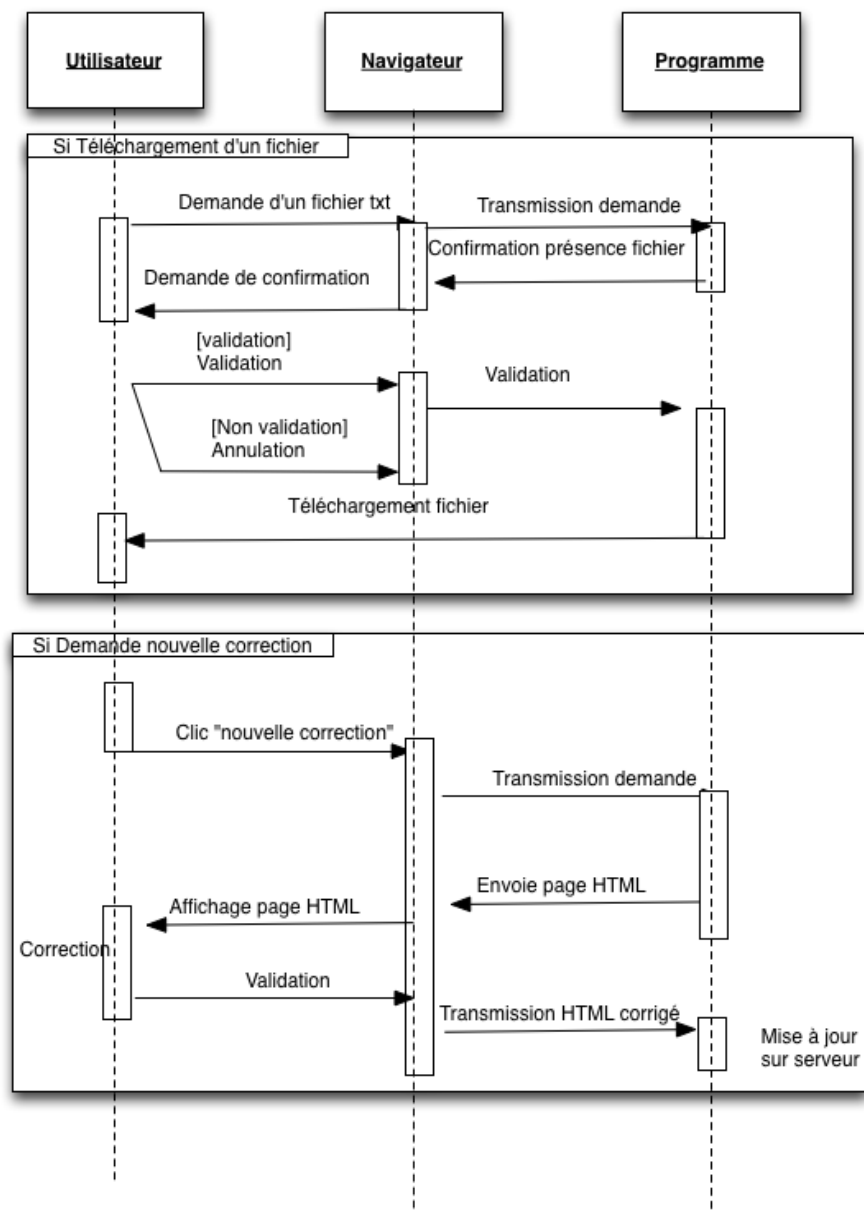 Utilisateur
Navigateur
Programme
Si Téléchargement d'un fichier
Demande d'un fichier txt
Transmission demande
Confirmation présence fichier
Demande de confirmation
[validation]
Validation
Validation
[Non validation]
Annulation
Téléchargement fichier
Si Demande nouvelle correction
Clic "nouvelle correction"
Transmission demande
Envoie page HTML
Affichage page HTML
Correction
Validation
Transmission HTML corrigé
Mise à jour
sur serveur